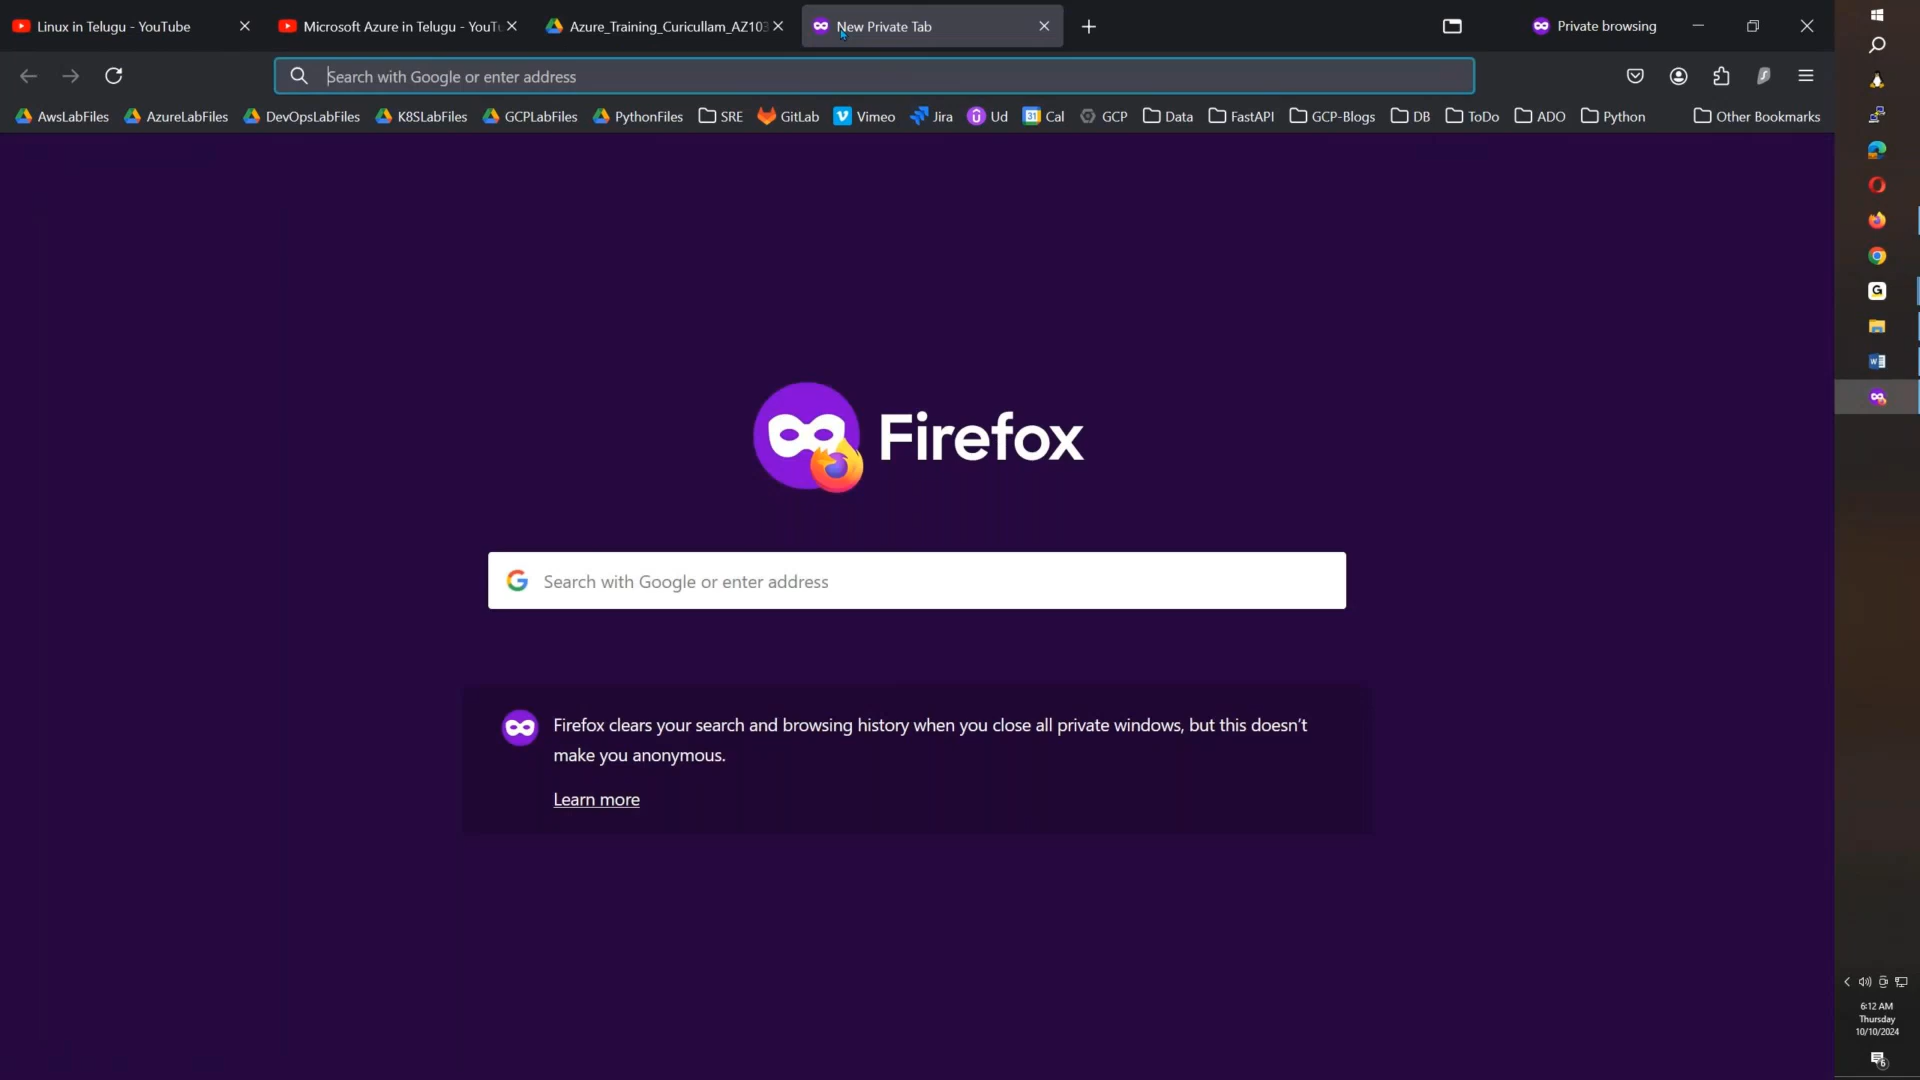 Linux in Telugu - YouTube
Microsoft Azure in Telugu - YouTu
Azure_Training_Curicullam_AZ103
New Private Tab
Private browsing
Search with Google or enter address
AwsLabFiles
AzureLabFiles
DevOpsLabFiles
K8SLabFiles
GCPLabFiles
PythonFiles
SRE
GitLab
Vimeo
Jira
Ud
31
Cal
GCP
Data
FastAPI
GCP-Blogs
DB
ToDo
ADO
Python
Other Bookmarks
Firefox
Search with Google or enter address
Firefox clears your search and browsing history when you close all private windows, but this doesn’t
make you anonymous.
Learn more
6:12 AM
Thursday
10/10/2024
6